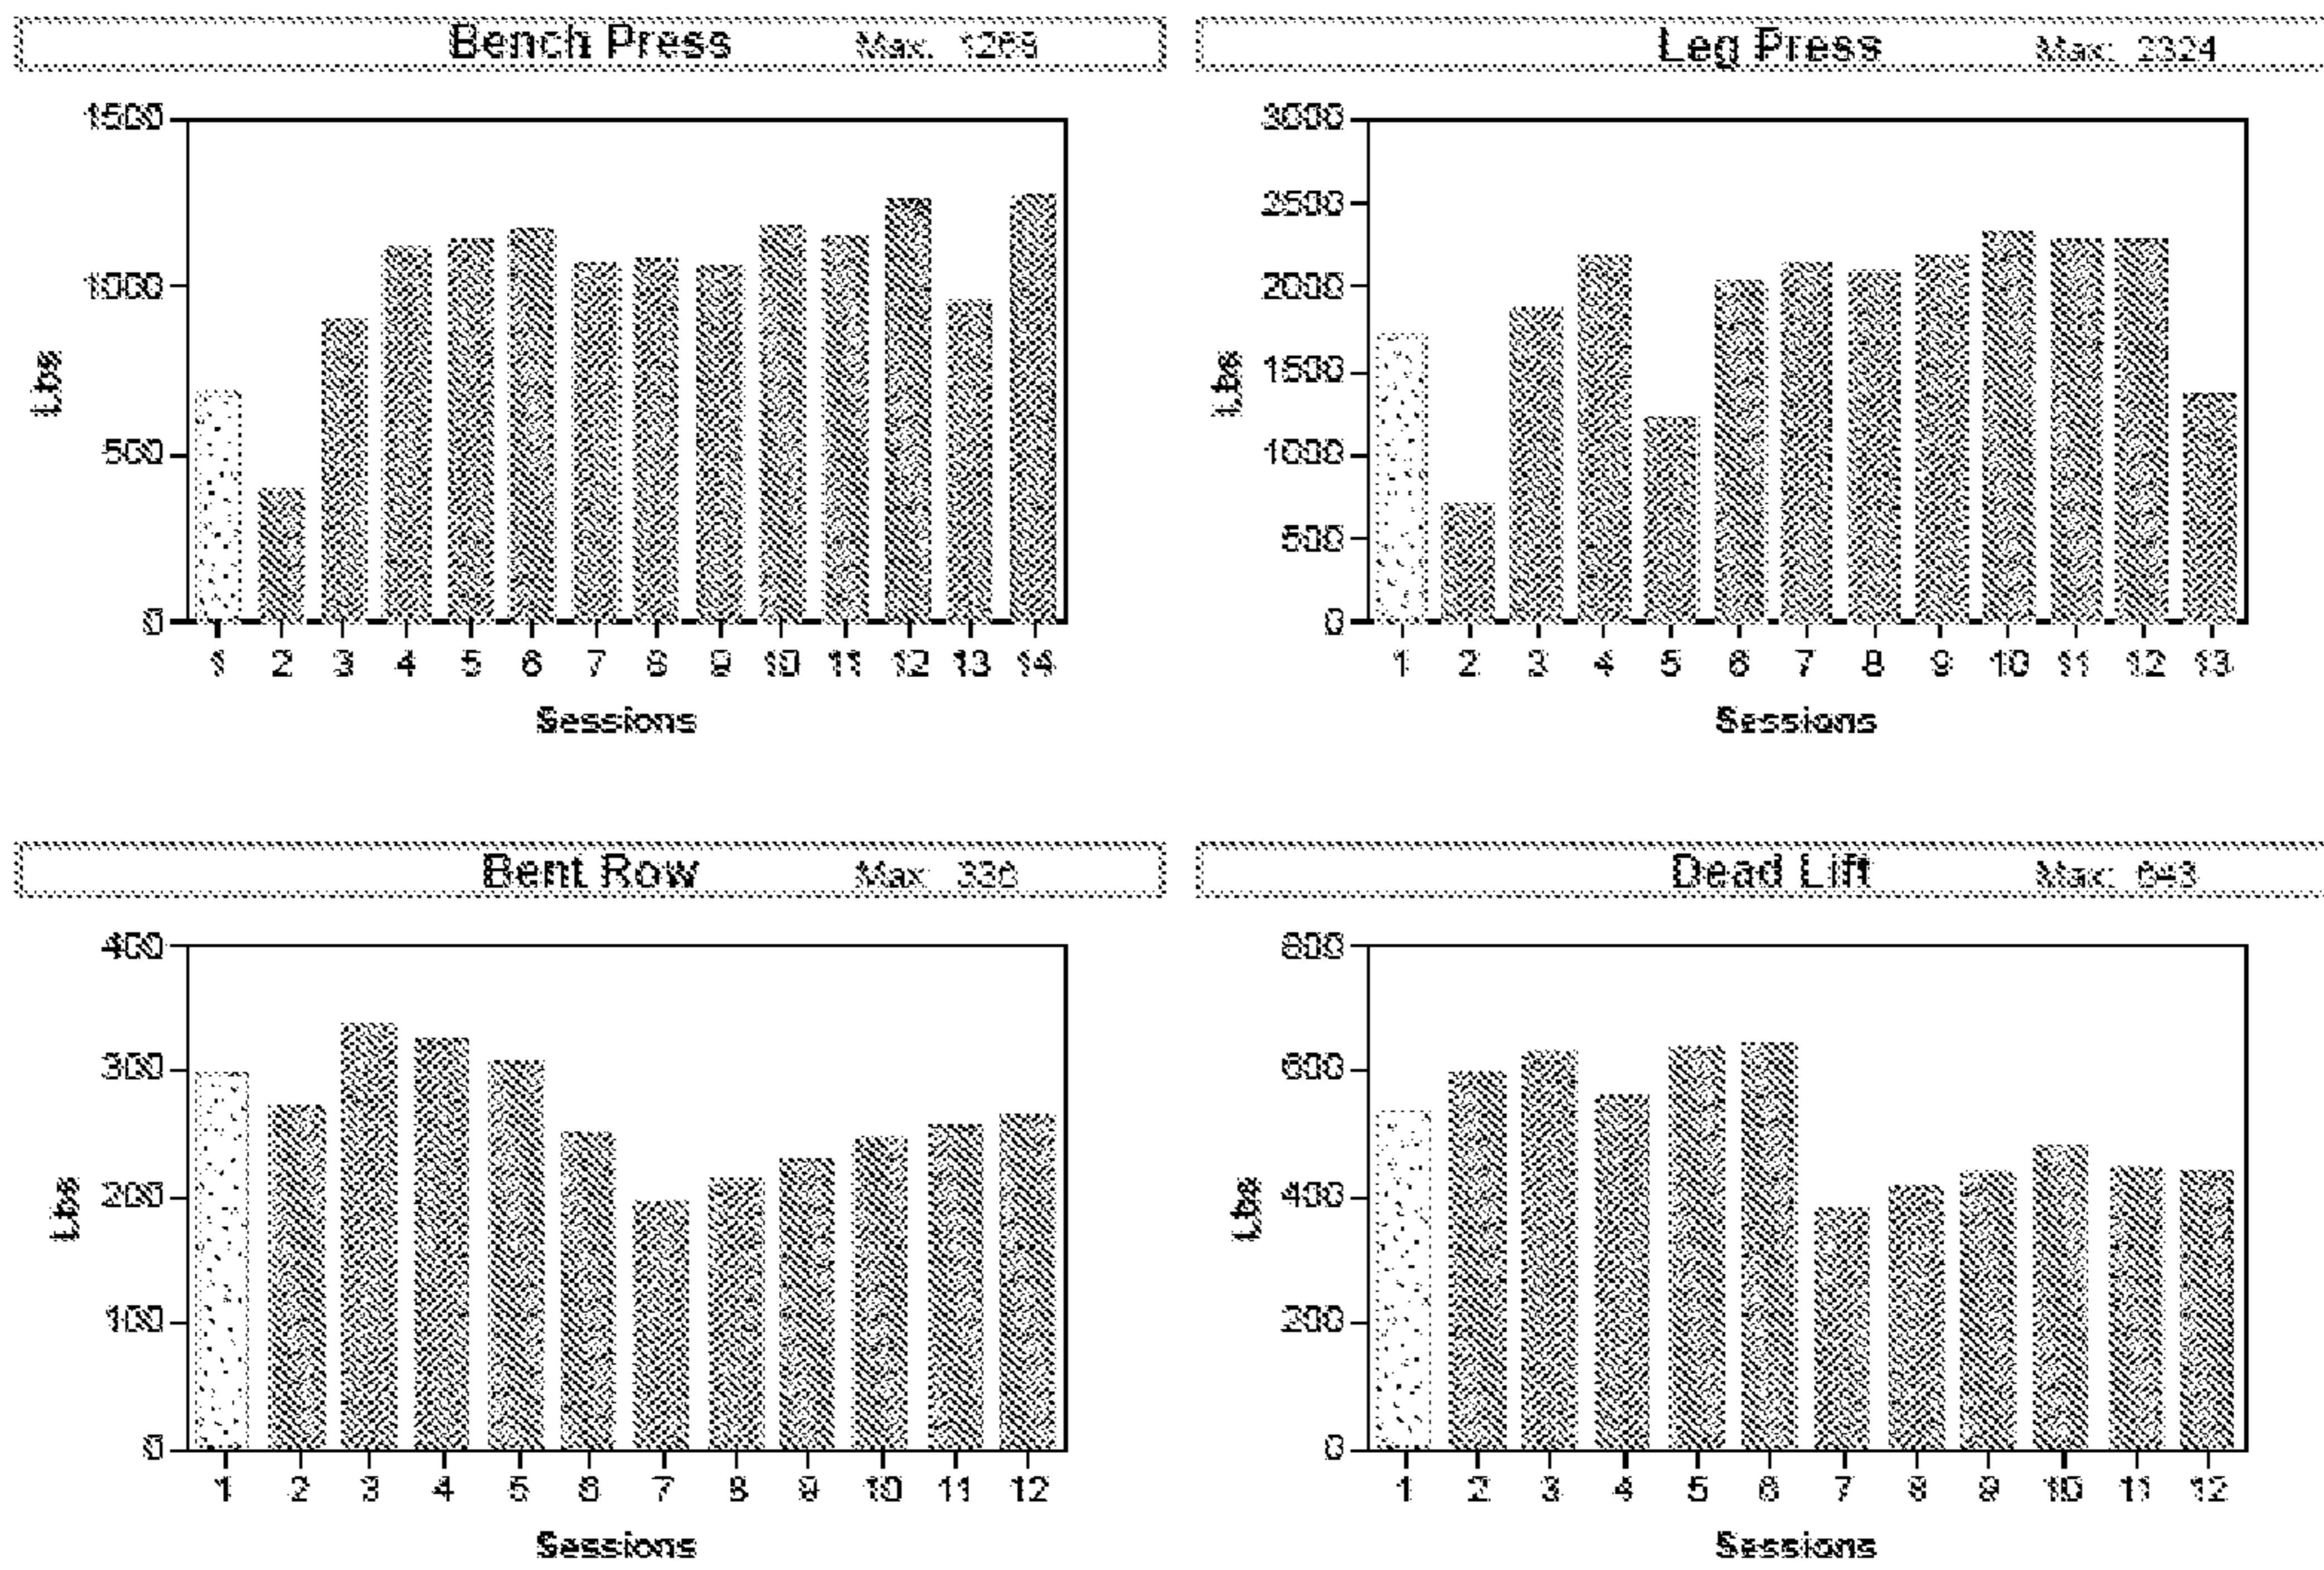 Bench Press Max: 1269
1500
1000
500
0
Lbs
1 2 3 4 5 6 7 8 9 10 11 12 13 14
Sessions
Leg Press Max: 2324
3000
2500
2000
1500
1000
500
0
Lbs
1 2 3 4 5 6 7 8 9 10 11 12 13
Sessions
Bent Row Max: 336
400
300
200
100
0
Lbs
1 2 3 4 5 6 7 8 9 10 11 12
Sessions
Dead Lift Max: 643
800
600
400
200
0
Lbs
1 2 3 4 5 6 7 8 9 10 11 12
Sessions